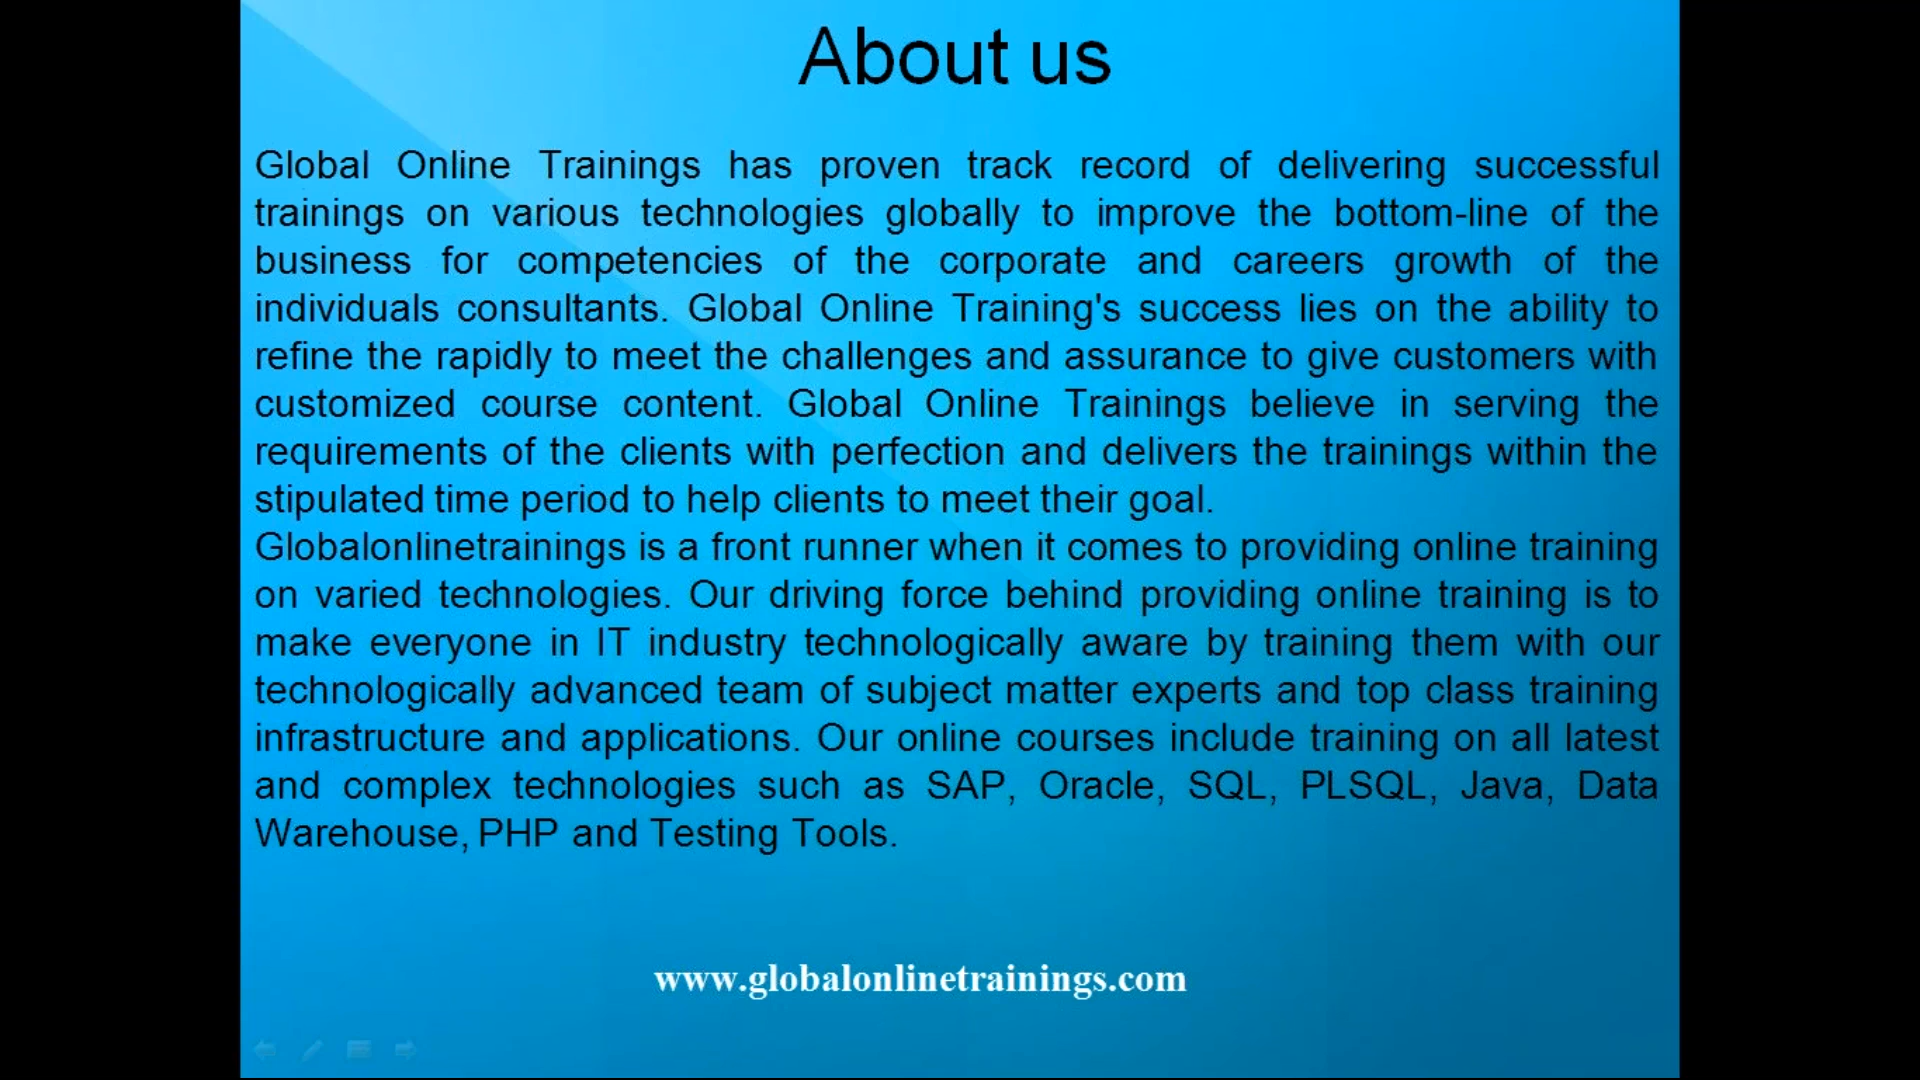 About us
Global Online Trainings has proven track record of delivering successful
trainings on various technologies globally to improve the bottom-line of the
business for competencies of the corporate and careers growth of the
individuals consultants. Global Online Training's success lies on the ability to
refine the rapidly to meet the challenges and assurance to give customers with
customized course content. Global Online Trainings believe in serving the
requirements of the clients with perfection and delivers the trainings within the
stipulated time period to help clients to meet their goal.
Globalonlinetrainings is a front runner when it comes to providing online training
on varied technologies. Our driving force behind providing online training is to
make everyone in IT industry technologically aware by training them with our
technologically advanced team of subject matter experts and top class training
infrastructure and applications. Our online courses include training on all latest
and complex technologies such as SAP, Oracle, SQL, PLSQL, Java, Data
Warehouse, PHP and Testing Tools.
www.globalonlinetrainings.com